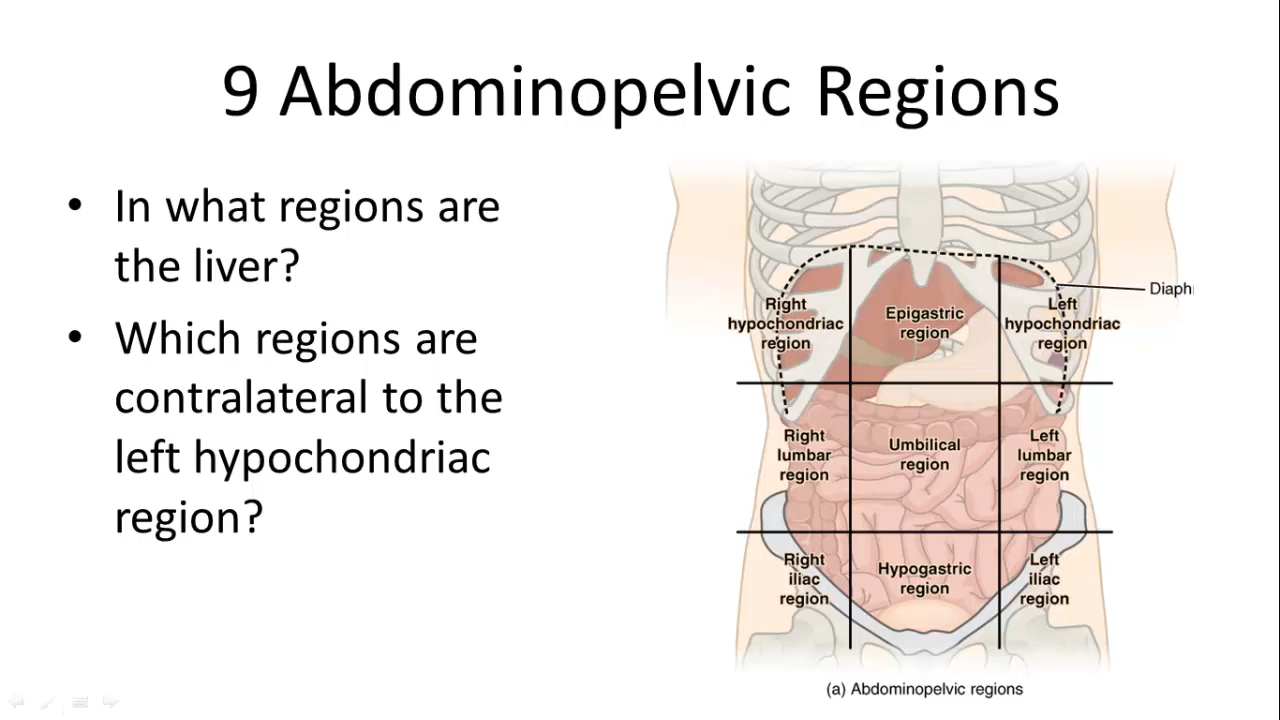 9 Abdominopelvic Regions
• In what regions are
the liver?
• Which regions are
contralateral to the
left hypochondriac
region?
Diaph
Right
hypochondriac
region
Epigastric
region
Left
hypochondriac
region
Right
lumbar
region
Umbilical
region
Left
lumbar
region
Right
iliac
region
Hypogastric
region
Left
iliac
region
(a) Abdominopelvic regions